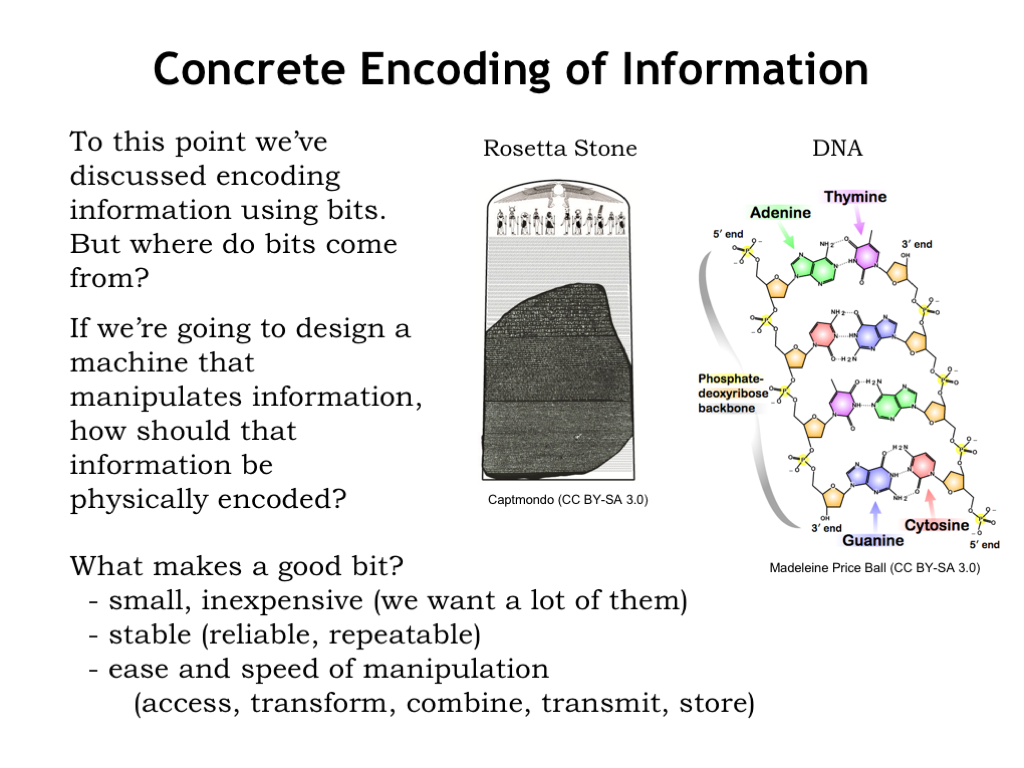 Concrete Encoding of Information
To this point we’ve
discussed encoding
information using bits.
But where do bits come
from?
If we’re going to design a
machine that
manipulates information,
how should that
information be
physically encoded?
What makes a good bit?
- small, inexpensive (we want a lot of them)
- stable (reliable, repeatable)
- ease and speed of manipulation
(access, transform, combine, transmit, store)
Rosetta Stone
Captmondo (CC BY-SA 3.0)
DNA
Thymine
Adenine
5′ end
3′ end
Phosphate-
deoxyribose
backbone
3′ end
Cytosine
Guanine
5′ end
Madeleine Price Ball (CC BY-SA 3.0)